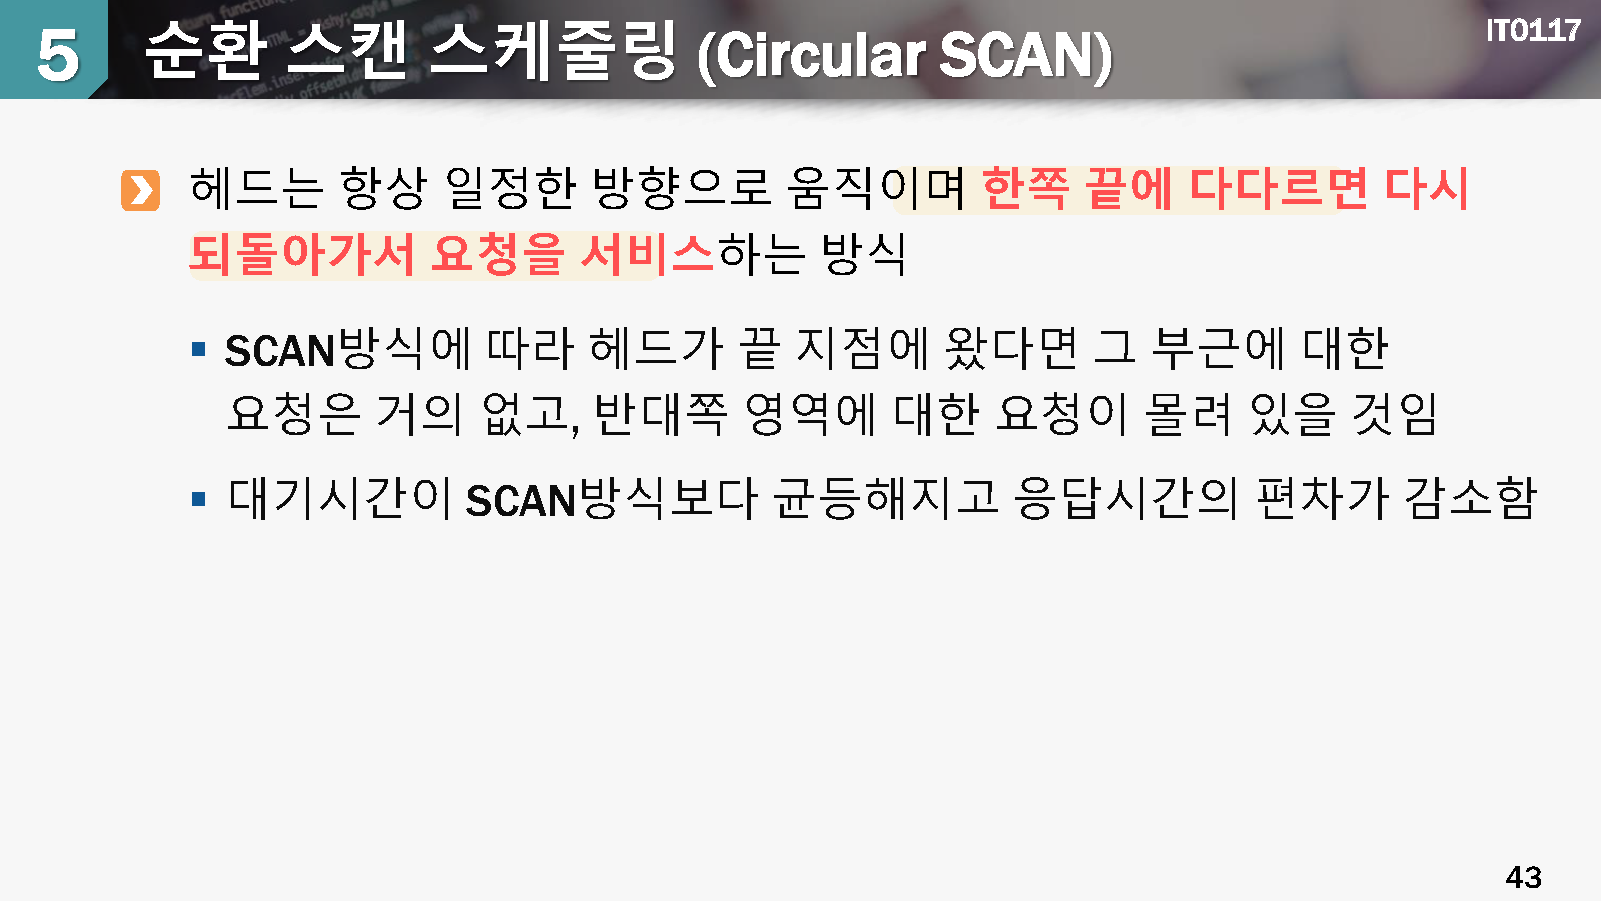 5
순환 스캔 스케줄링 (Circular SCAN)
IT0117
헤드는 항상 일정한 방향으로 움직이며 한쪽 끝에 다다르면 다시
되돌아가서 요청을 서비스하는 방식
▪ SCAN방식에 따라 헤드가 끝 지점에 왔다면 그 부근에 대한
요청은 거의 없고, 반대쪽 영역에 대한 요청이 몰려 있을 것임
▪ 대기시간이 SCAN방식보다 균등해지고 응답시간의 편차가 감소함
43